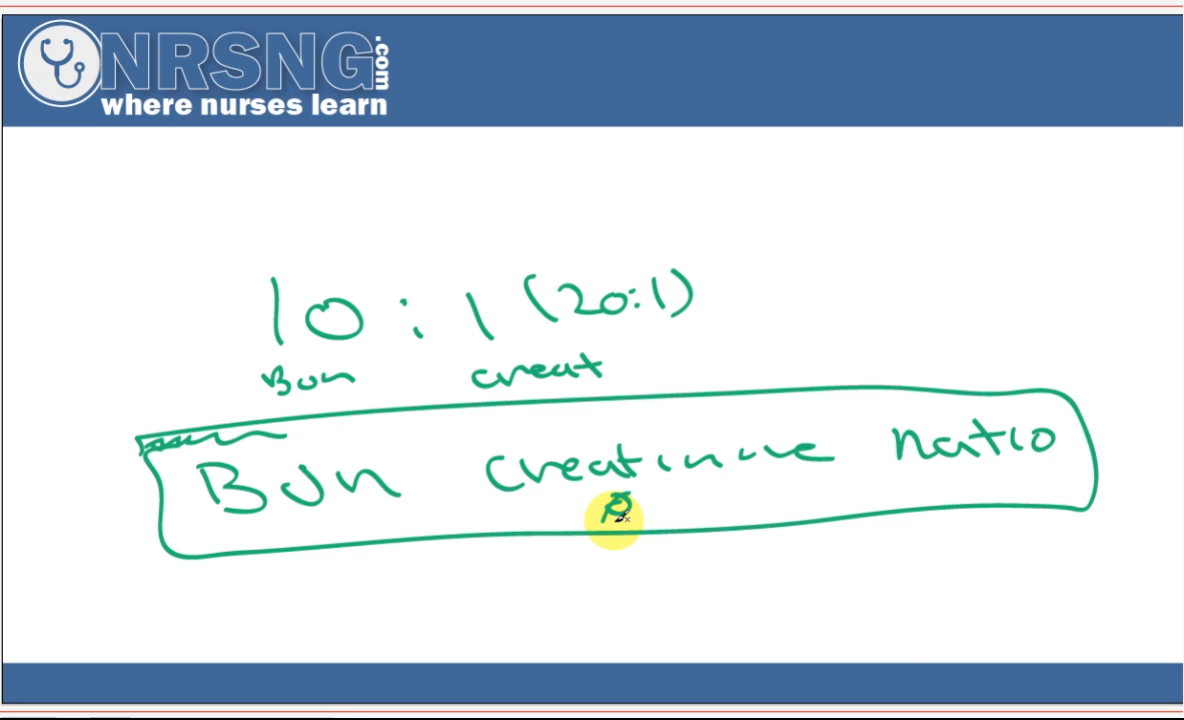 NRSNG.com
where nurses learn
10 : 1 (20:1)
Bun creat
Bun creatinine ratio